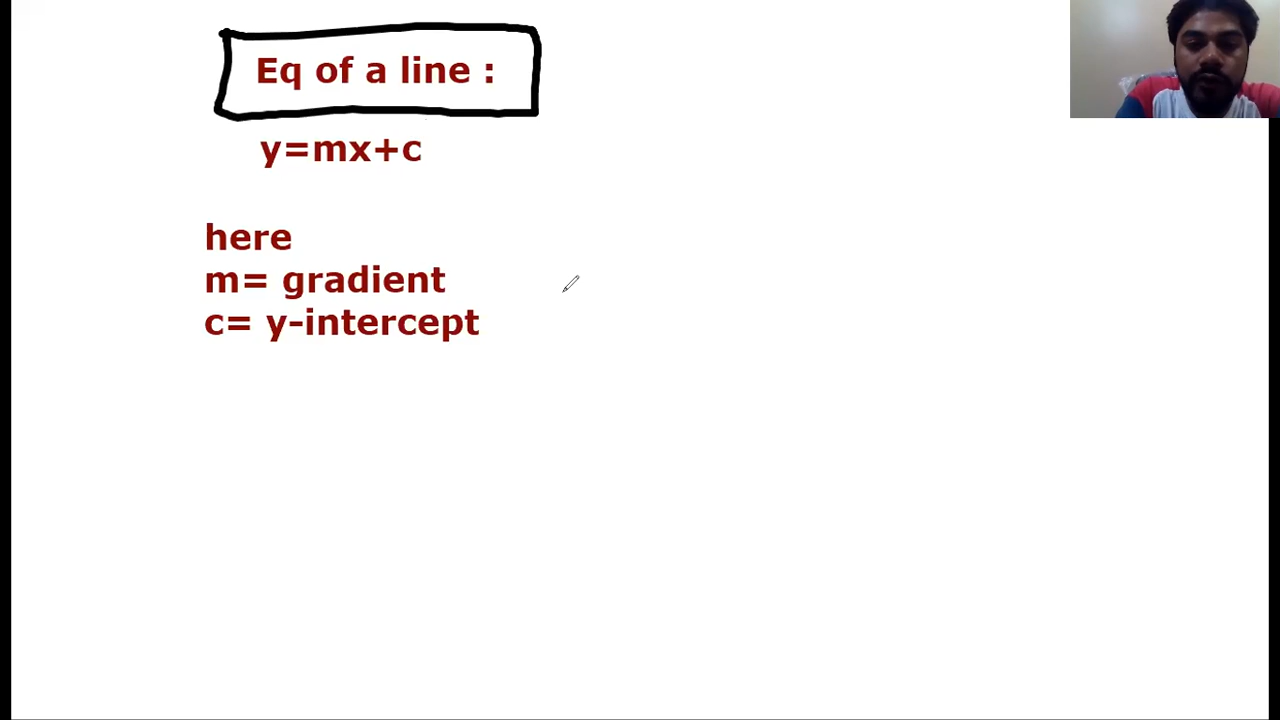 Eq of a line :
y=mx+c
here
m= gradient
c= y-intercept